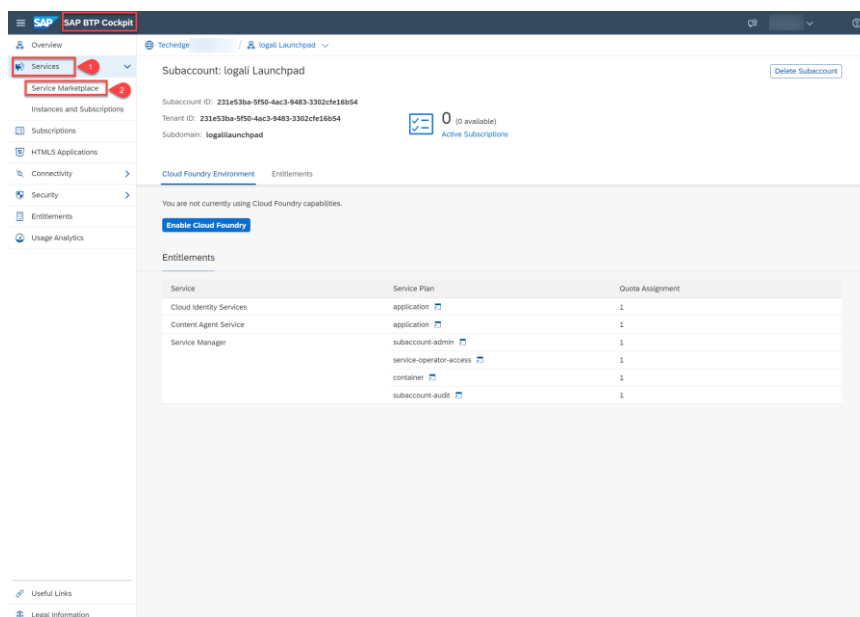 SAP SAP BTP Cockpit
Overview
Services 1
Service Marketplace 2
Instances and Subscriptions
Subscriptions
HTML5 Applications
Connectivity
Security
Entitlements
Usage Analytics
Useful Links
Legal Information
Techedge / logali Launchpad
Subaccount: logali Launchpad
Delete Subaccount
Subaccount ID: 231e53ba-5f50-4ac3-9483-3302cfe16b54
Tenant ID: 231e53ba-5f50-4ac3-9483-3302cfe16b54
Subdomain: logalilaunchpad
0 (0 available)
Active Subscriptions
Cloud Foundry Environment Entitlements
You are not currently using Cloud Foundry capabilities.
Enable Cloud Foundry
Entitlements
Service Service Plan Quota Assignment
Cloud Identity Services application 1
Content Agent Service application 1
Service Manager subaccount-admin 1
service-operator-access 1
container 1
subaccount-audit 1